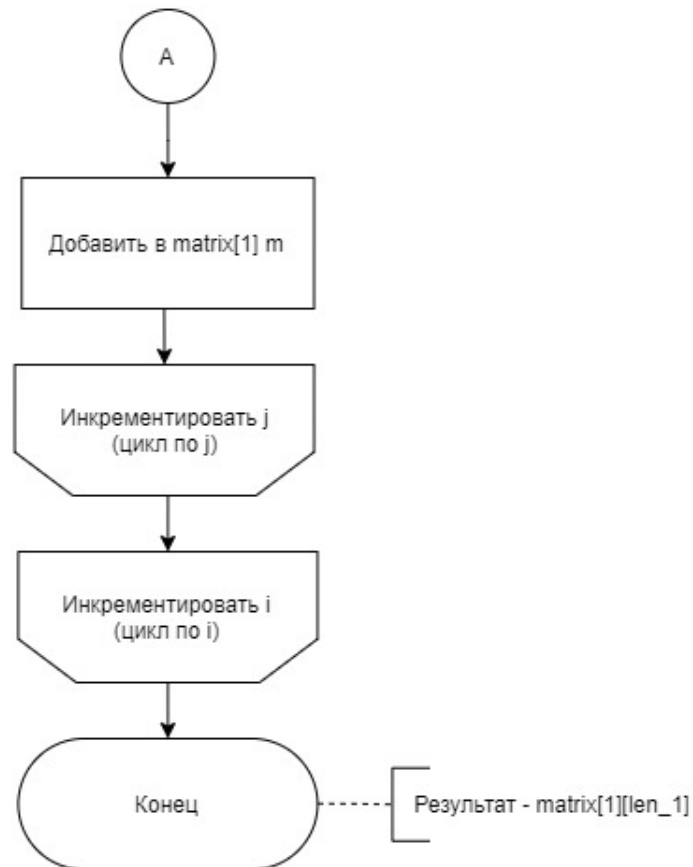 A
Добавить в matrix[1] m
Инкрементировать j
(цикл по j)
Инкрементировать i
(цикл по i)
Конец
Результат - matrix[1][len_1]